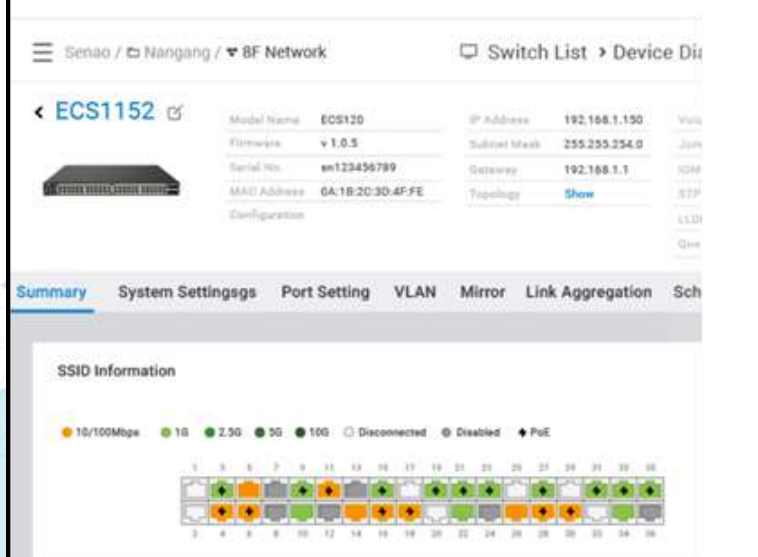 Senao / Nangang / 8F Network
Switch List > Device Dia
< ECS1152
Model Name ECS120
Firmware v 1.0.5
Serial No. sn123456789
MAC Address 0A:1B:2C:3D:4F:FE
Configuration
IP Address 192.168.1.150
Subnet Mask 255.255.254.0
Gateway 192.168.1.1
Topology Show
Summary System Settingsgs Port Setting VLAN Mirror Link Aggregation Sch
SSID Information
10/100Mbps 1G 2.5G 5G 10G Disconnected Disabled PoE